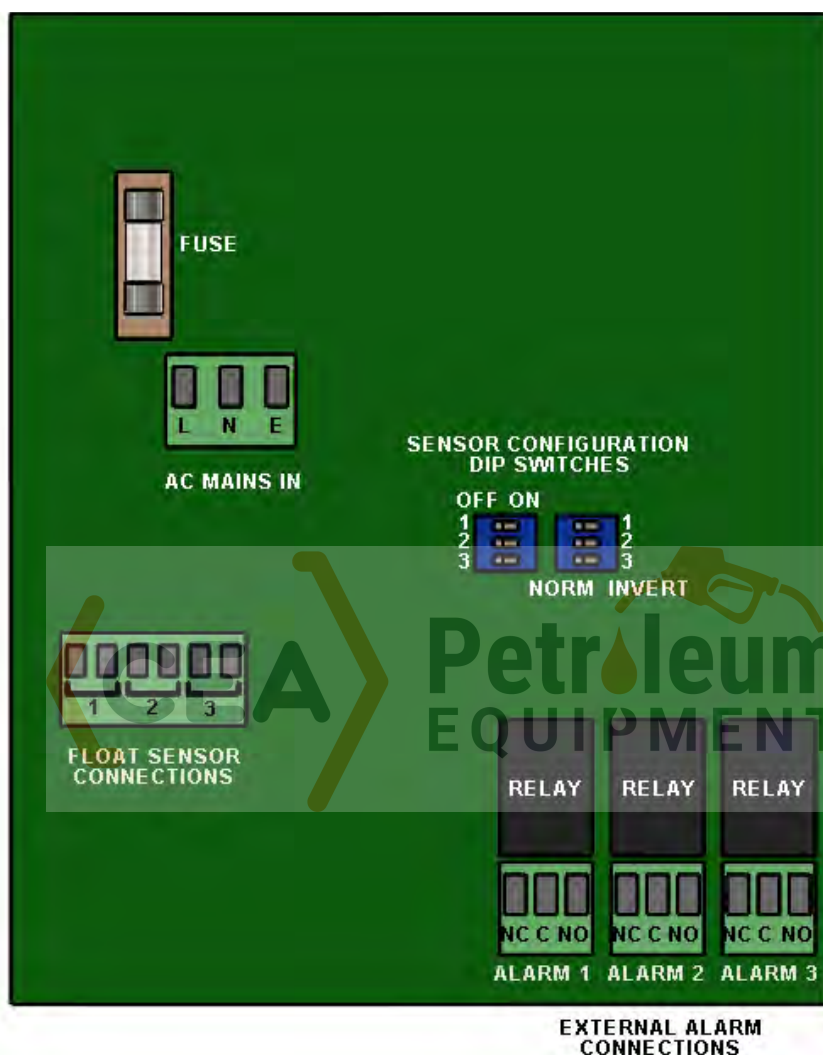 FUSE
L N E
AC MAINS IN
SENSOR CONFIGURATION
DIP SWITCHES
OFF ON
1 1
2 2
3 3
NORM INVERT
1 2 3
FLOAT SENSOR
CONNECTIONS
Petroleum
EQUIPMENT
RELAY RELAY RELAY
NC C NO NC C NO NC C NO
ALARM 1 ALARM 2 ALARM 3
EXTERNAL ALARM
CONNECTIONS